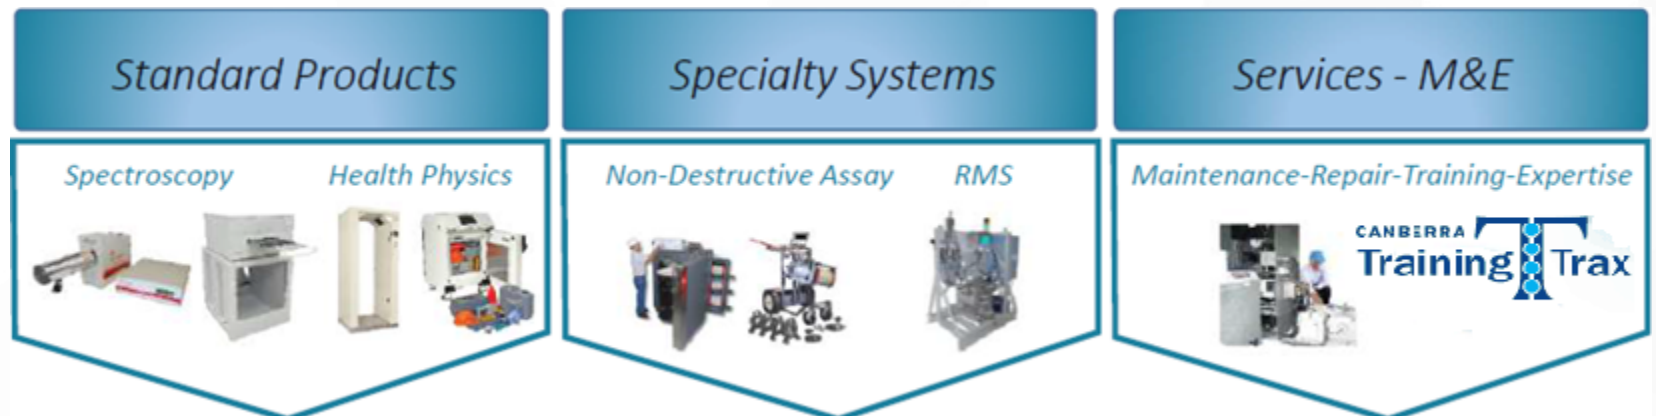 Standard Products
Specialty Systems
Services - M&E
Spectroscopy
Health Physics
Non-Destructive Assay
RMS
Maintenance-Repair-Training-Expertise
CANBERRA
Training Trax